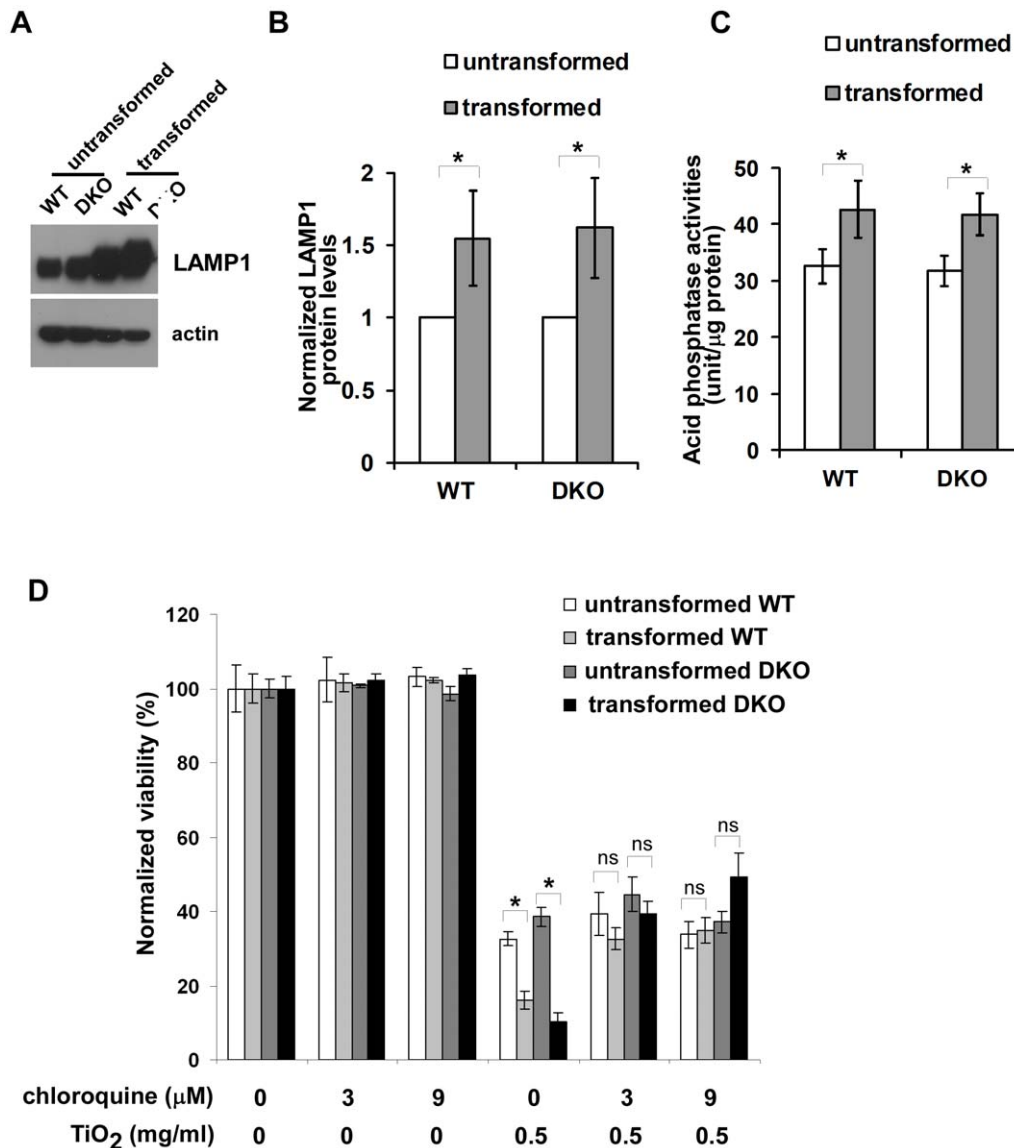 A
untransformed
transformed
WT
DKO
WT
LAMP1
actin
B
untransformed
transformed
Normalized LAMP1
protein levels
2
1.5
1
0.5
0
*
*
WT
DKO
C
untransformed
transformed
Acid phosphatase activities
(unit/μg protein)
50
40
30
20
10
0
*
*
WT
DKO
D
untransformed WT
transformed WT
untransformed DKO
transformed DKO
Normalized viability (%)
120
100
80
60
40
20
0
* * ns ns ns ns
chloroquine (μM) 0 3 9 0 3 9
TiO2 (mg/ml) 0 0 0 0.5 0.5 0.5